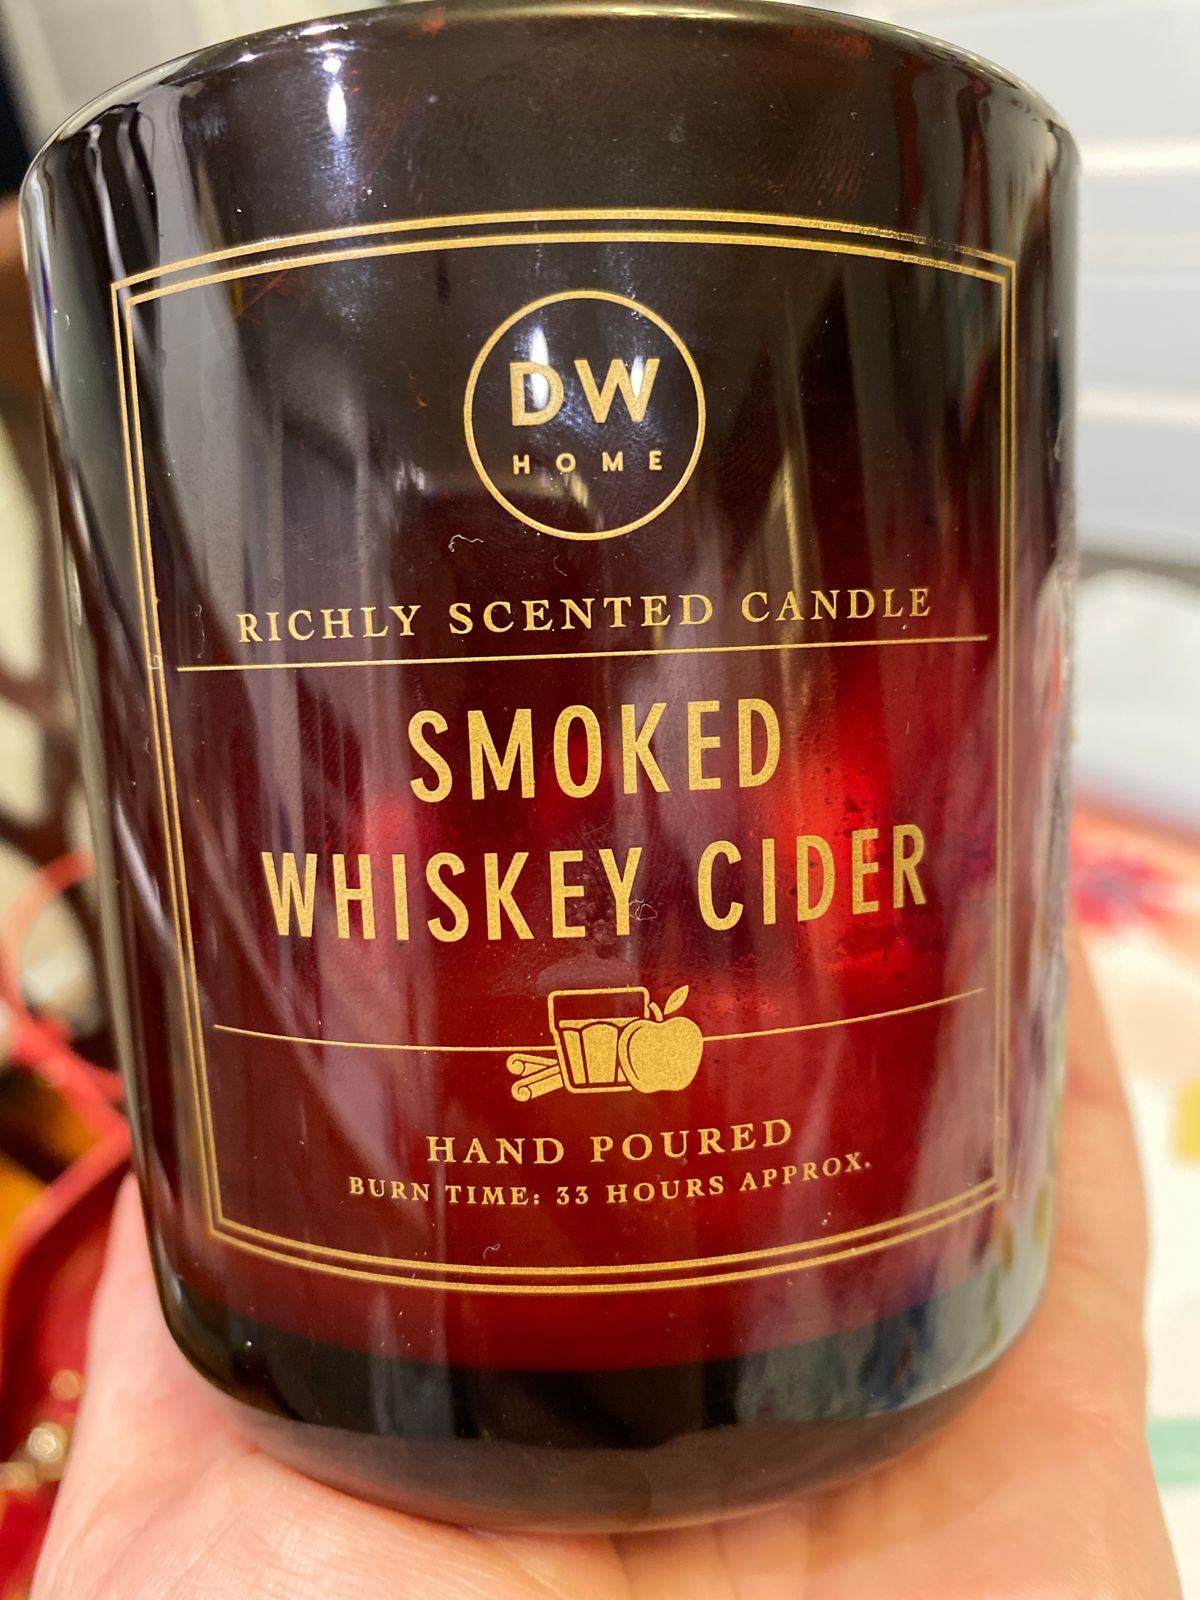 DW
HOME
RICHLY SCENTED CANDLE
SMOKED
WHISKEY CIDER
HAND POURED
BURN TIME: 33 HOURS APPROX.